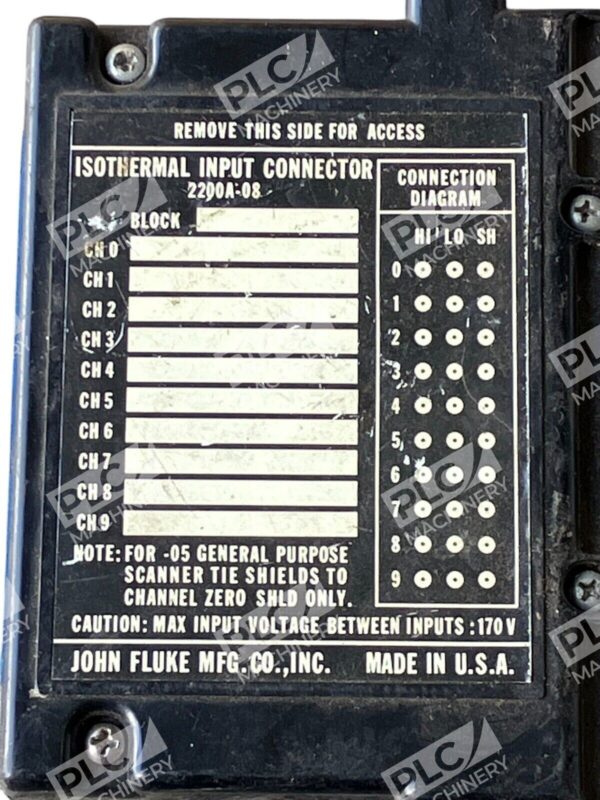 REMOVE THIS SIDE FOR ACCESS
ISOTHERMAL INPUT CONNECTOR
2200A-08
BLOCK
CH 0
CH 1
CH 2
CH 3
CH 4
CH 5
CH 6
CH 7
CH 8
CH 9
CONNECTION
DIAGRAM
HI LO SH
0
1
2
3
4
5
6
7
8
9
NOTE: FOR -05 GENERAL PURPOSE
SCANNER TIE SHIELDS TO
CHANNEL ZERO SHLD ONLY.
CAUTION: MAX INPUT VOLTAGE BETWEEN INPUTS :170 V
JOHN FLUKE MFG. CO., INC. MADE IN U.S.A.
PLC
MACHINERY